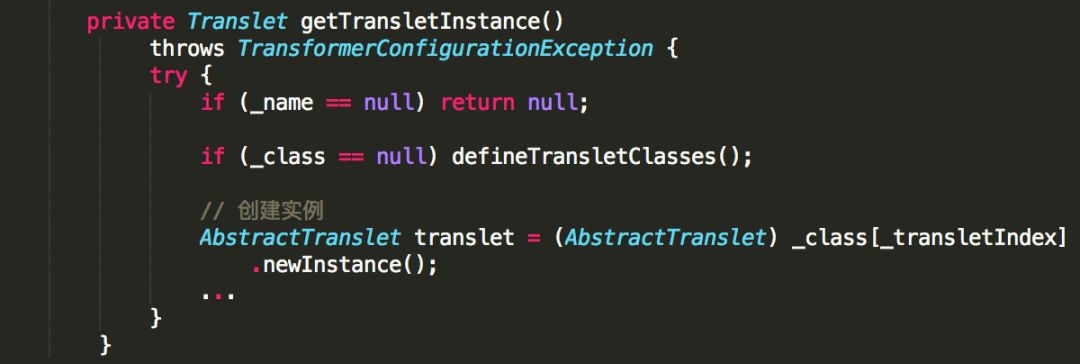 private Translet getTransletInstance()
throws TransformerConfigurationException {
try {
if (_name == null) return null;
if (_class == null) defineTransletClasses();
// 创建实例
AbstractTranslet translet = (AbstractTranslet) _class[_transletIndex]
.newInstance();
...
}
}